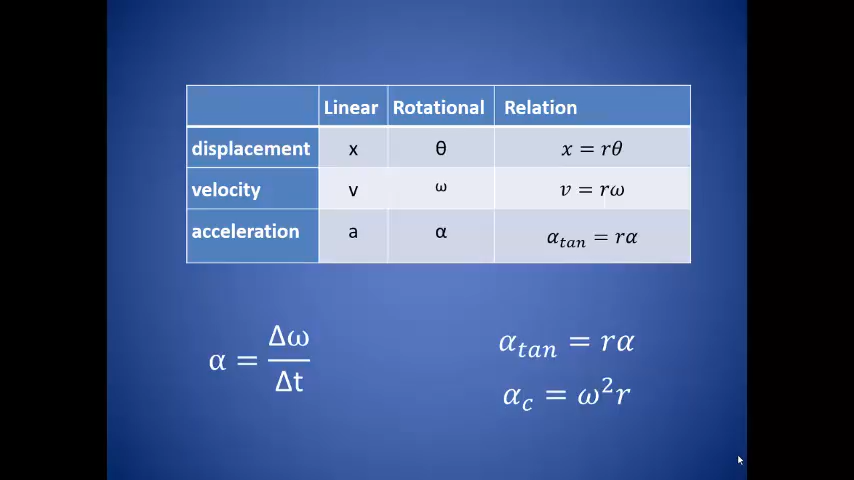 Linear Rotational Relation
displacement x θ x = rθ
velocity v ω v = rω
acceleration a α α_tan = rα
α = Δω/Δt
α_tan = rα
α_c = ω²r